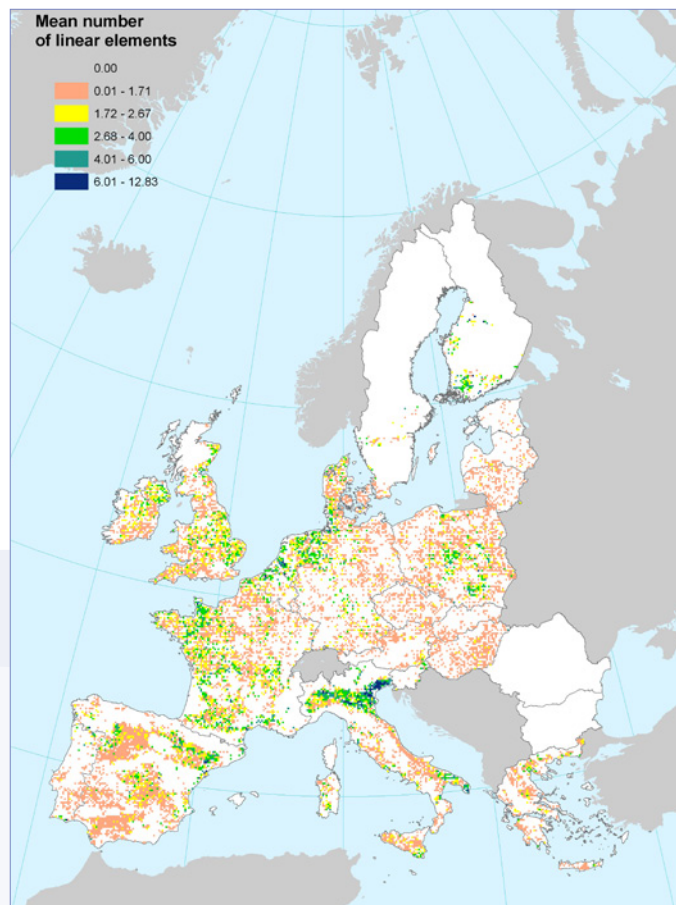 Mean number
of linear elements
0.00
0.01 - 1.71
1.72 - 2.67
2.68 - 4.00
4.01 - 6.00
6.01 - 12.83